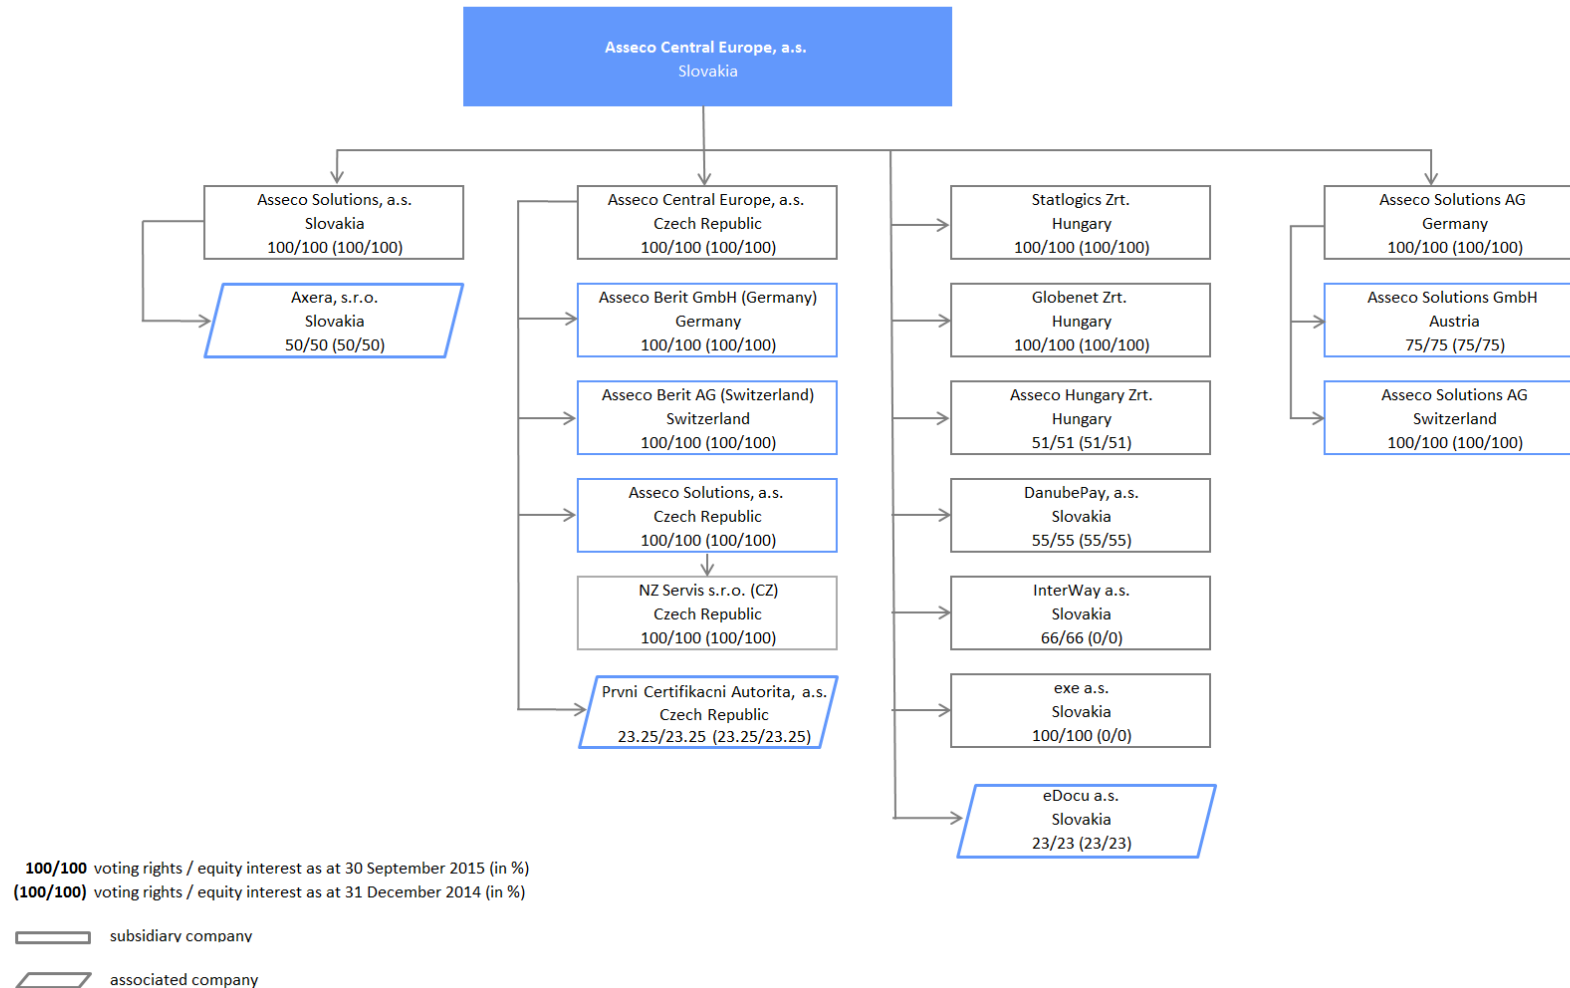 Asseco Central Europe, a.s.
Slovakia
Asseco Solutions, a.s.
Slovakia
100/100 (100/100)
Axera, s.r.o.
Slovakia
50/50 (50/50)
Asseco Central Europe, a.s.
Czech Republic
100/100 (100/100)
Asseco Berit GmbH (Germany)
Germany
100/100 (100/100)
Asseco Berit AG (Switzerland)
Switzerland
100/100 (100/100)
Asseco Solutions, a.s.
Czech Republic
100/100 (100/100)
NZ Servis s.r.o. (CZ)
Czech Republic
100/100 (100/100)
Prvni Certifikacni Autorita, a.s.
Czech Republic
23.25/23.25 (23.25/23.25)
Statlogics Zrt.
Hungary
100/100 (100/100)
Globenet Zrt.
Hungary
100/100 (100/100)
Asseco Hungary Zrt.
Hungary
51/51 (51/51)
DanubePay, a.s.
Slovakia
55/55 (55/55)
InterWay a.s.
Slovakia
66/66 (0/0)
exe a.s.
Slovakia
100/100 (0/0)
eDocu a.s.
Slovakia
23/23 (23/23)
Asseco Solutions AG
Germany
100/100 (100/100)
Asseco Solutions GmbH
Austria
75/75 (75/75)
Asseco Solutions AG
Switzerland
100/100 (100/100)
100/100 voting rights / equity interest as at 30 September 2015 (in %)
(100/100) voting rights / equity interest as at 31 December 2014 (in %)
subsidiary company
associated company